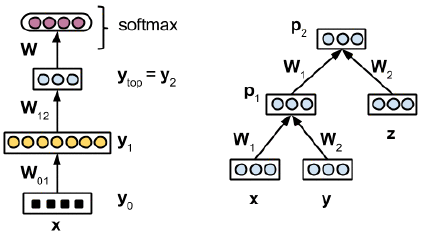 softmax
W
y_top = y_2
W_12
y_1
W_01
y_0
x
p_2
W_1 W_2
p_1
z
W_1 W_2
x y